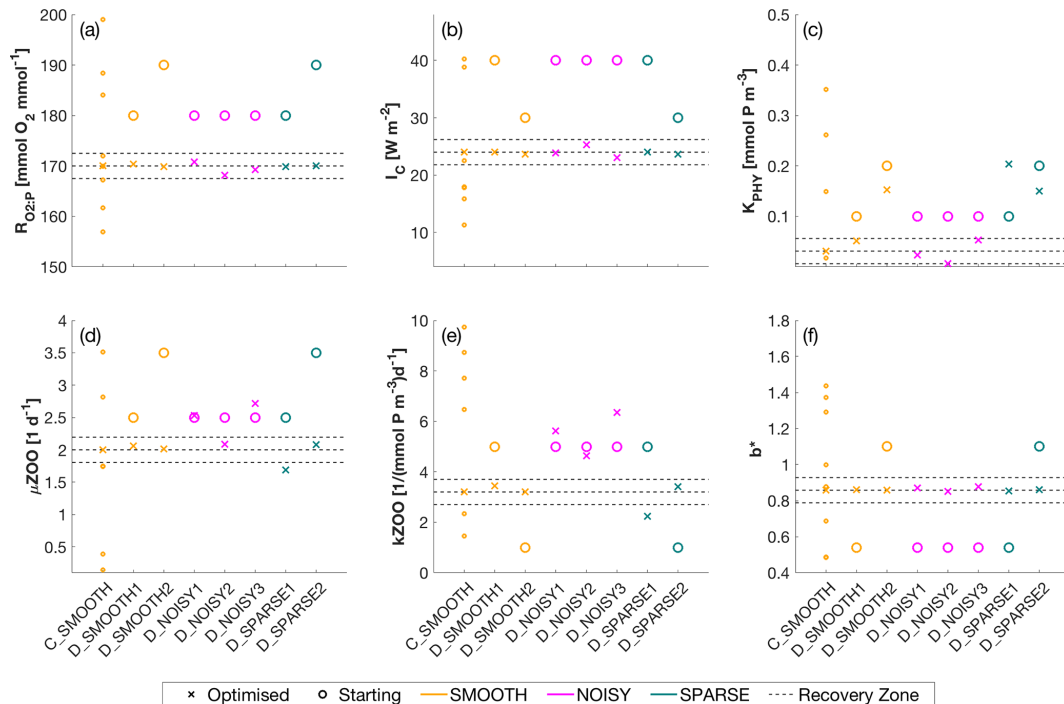 (a)
R_O2:P [mmol O2 mmol^-1]
200
190
180
170
160
150
(b)
I_C [W m^-2]
40
30
20
10
(c)
K_PHY [mmol P m^-3]
0.5
0.4
0.3
0.2
0.1
(d)
μZOO [1 d^-1]
4
3.5
3
2.5
2
1.5
1
0.5
C_SMOOTH
D_SMOOTH1
D_SMOOTH2
D_NOISY1
D_NOISY2
D_NOISY3
D_SPARSE1
D_SPARSE2
(e)
kZOO [1/(mmol P m^-3)d^-1]
10
8
6
4
2
0
C_SMOOTH
D_SMOOTH1
D_SMOOTH2
D_NOISY1
D_NOISY2
D_NOISY3
D_SPARSE1
D_SPARSE2
(f)
b*
1.8
1.6
1.4
1.2
1
0.8
0.6
0.4
C_SMOOTH
D_SMOOTH1
D_SMOOTH2
D_NOISY1
D_NOISY2
D_NOISY3
D_SPARSE1
D_SPARSE2
Optimised Starting SMOOTH NOISY SPARSE Recovery Zone